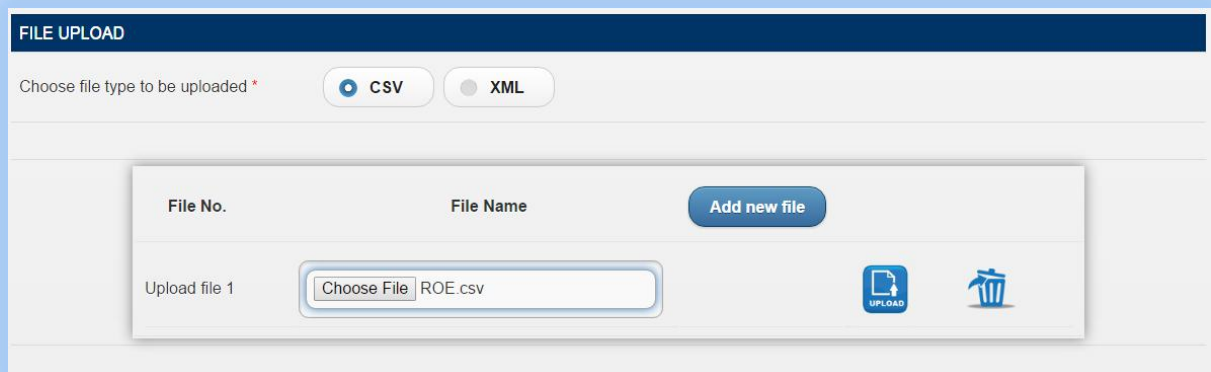 FILE UPLOAD
Choose file type to be uploaded * CSV XML
File No. File Name Add new file
Upload file 1 Choose File ROE.csv UPLOAD